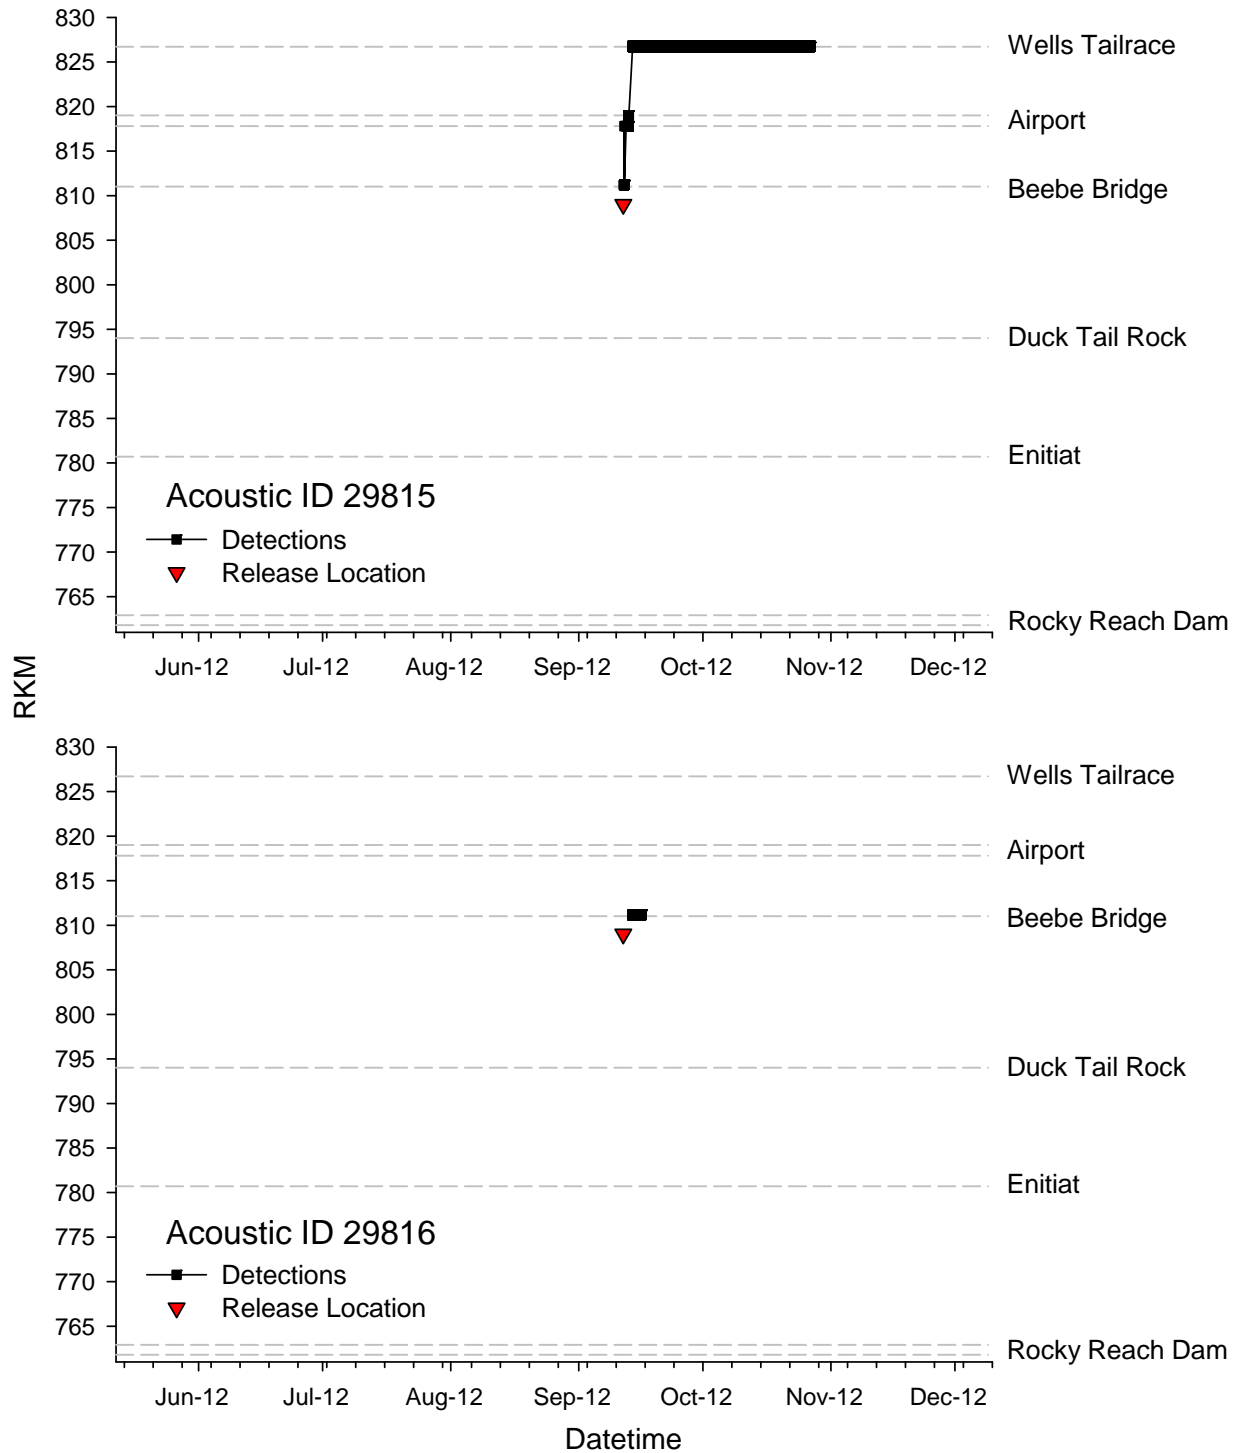 830
825
820
815
810
805
800
795
790
785
780
775
770
765
Wells Tailrace
Airport
Beebe Bridge
Duck Tail Rock
Enitiat
Rocky Reach Dam
Acoustic ID 29815
Detections
Release Location
Jun-12 Jul-12 Aug-12 Sep-12 Oct-12 Nov-12 Dec-12
RKM
830
825
820
815
810
805
800
795
790
785
780
775
770
765
Wells Tailrace
Airport
Beebe Bridge
Duck Tail Rock
Enitiat
Rocky Reach Dam
Acoustic ID 29816
Detections
Release Location
Jun-12 Jul-12 Aug-12 Sep-12 Oct-12 Nov-12 Dec-12
Datetime